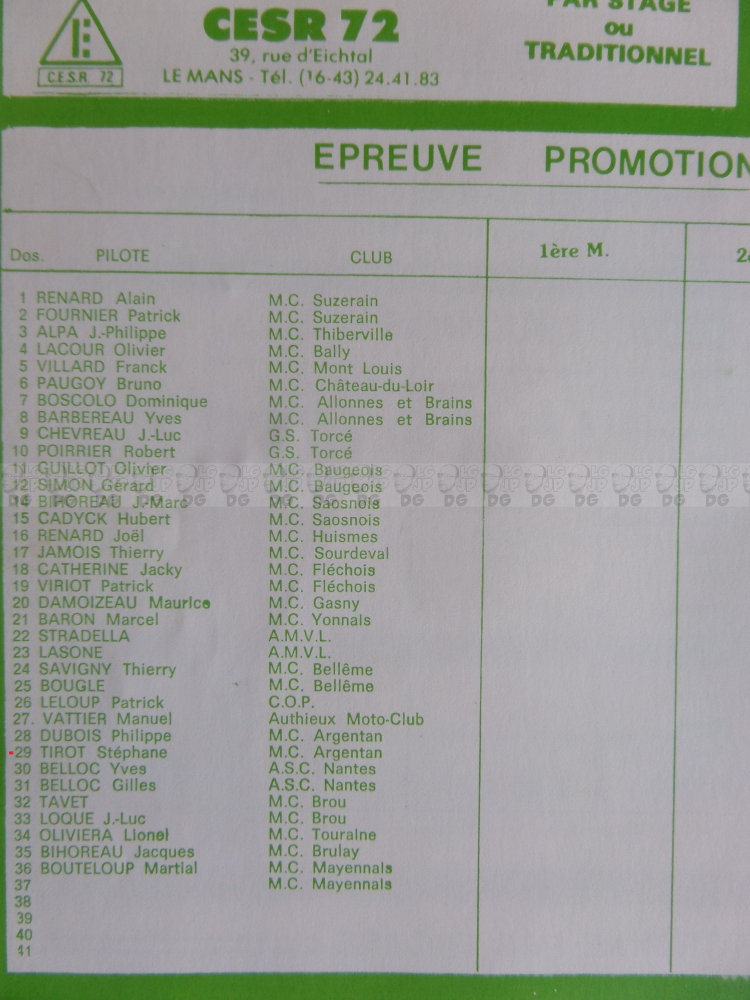 PAR STAGE
CESR 72
ou
39, rue d'Eichtal
TRADITIONNEL
C.E.S.R. 72
LE MANS - Tél. (16-43) 24.41.83
EPREUVE PROMOTION
Dos. PILOTE CLUB 1ère M. 2
1 RENARD Alain M.C. Suzerain
2 FOURNIER Patrick M.C. Suzerain
3 ALPA J.-Philippe M.C. Thiberville
4 LACOUR Olivier M.C. Bally
5 VILLARD Franck M.C. Mont Louis
6 PAUGOY Bruno M.C. Château-du-Loir
7 BOSCOLO Dominique M.C. Allonnes et Brains
8 BARBEREAU Yves M.C. Allonnes et Brains
9 CHEVREAU J.-Luc G.S. Torcé
10 POIRRIER Robert G.S. Torcé
11 GUILLOT Olivier M.C. Baugeois
12 SIMON Gérard M.C. Baugeois
14 BIHOREAU J.-Marc M.C. Saosnois
15 CADYCK Hubert M.C. Saosnois
16 RENARD Joël M.C. Huismes
17 JAMOIS Thierry M.C. Sourdeval
18 CATHERINE Jacky M.C. Fléchois
19 VIRIOT Patrick M.C. Fléchois
20 DAMOIZEAU Maurice M.C. Gasny
21 BARON Marcel M.C. Yonnais
22 STRADELLA A.M.V.L.
23 LASONE A.M.V.L.
24 SAVIGNY Thierry M.C. Bellême
25 BOUGLE M.C. Bellême
26 LELOUP Patrick C.O.P.
27. VATTIER Manuel Authieux Moto-Club
28 DUBOIS Philippe M.C. Argentan
29 TIROT Stéphane M.C. Argentan
30 BELLOC Yves A.S.C. Nantes
31 BELLOC Gilles A.S.C. Nantes
32 TAVET M.C. Brou
33 LOQUE J.-Luc M.C. Brou
34 OLIVIERA Lionel M.C. Touraine
35 BIHOREAU Jacques M.C. Brulay
36 BOUTELOUP Martial M.C. Mayennais
37 M.C. Mayennais
38
39
40
41